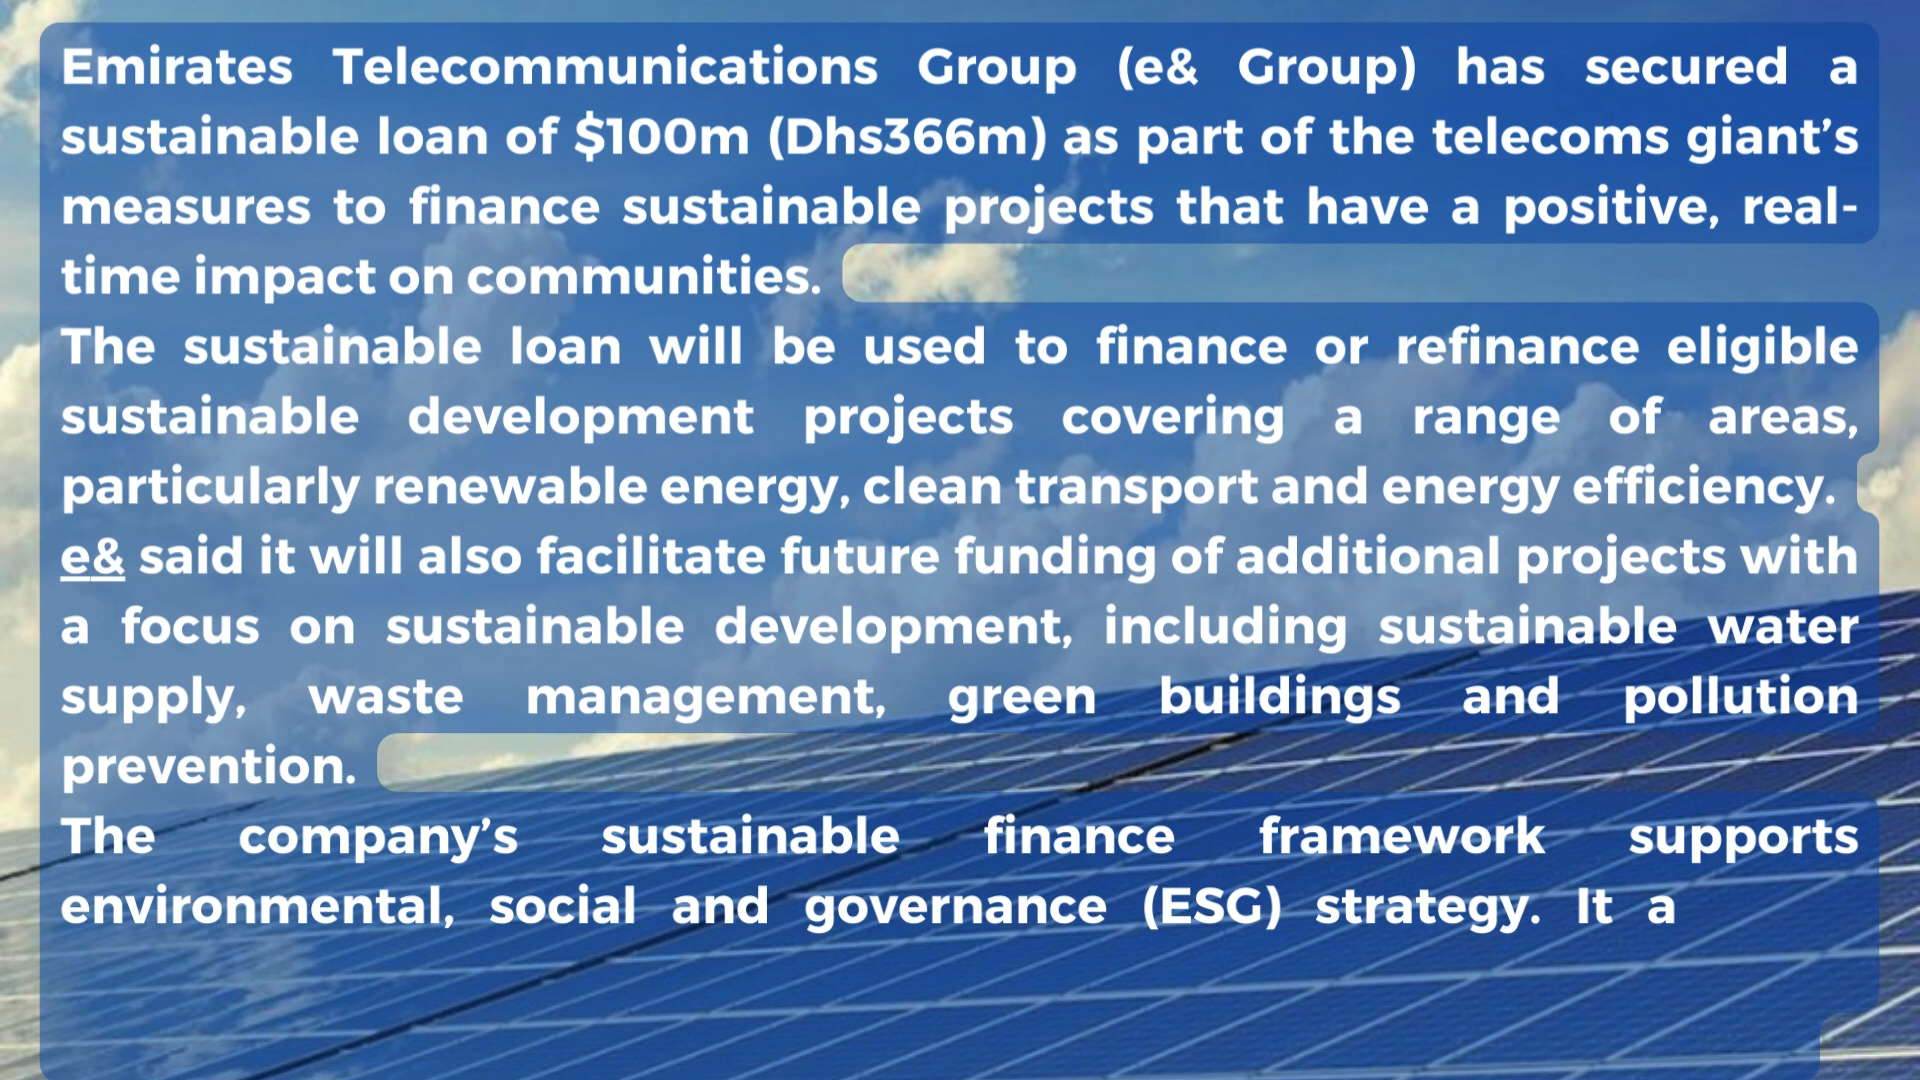 Emirates Telecommunications Group (e& Group) has secured a
sustainable loan of $100m (Dhs366m) as part of the telecoms giant’s
measures to finance sustainable projects that have a positive, real-
time impact on communities.
The sustainable loan will be used to finance or refinance eligible
sustainable development projects covering a range of areas,
particularly renewable energy, clean transport and energy efficiency.
e& said it will also facilitate future funding of additional projects with
a focus on sustainable development, including sustainable water
supply, waste management, green buildings and pollution
prevention.
The company’s sustainable finance framework supports
environmental, social and governance (ESG) strategy. It a